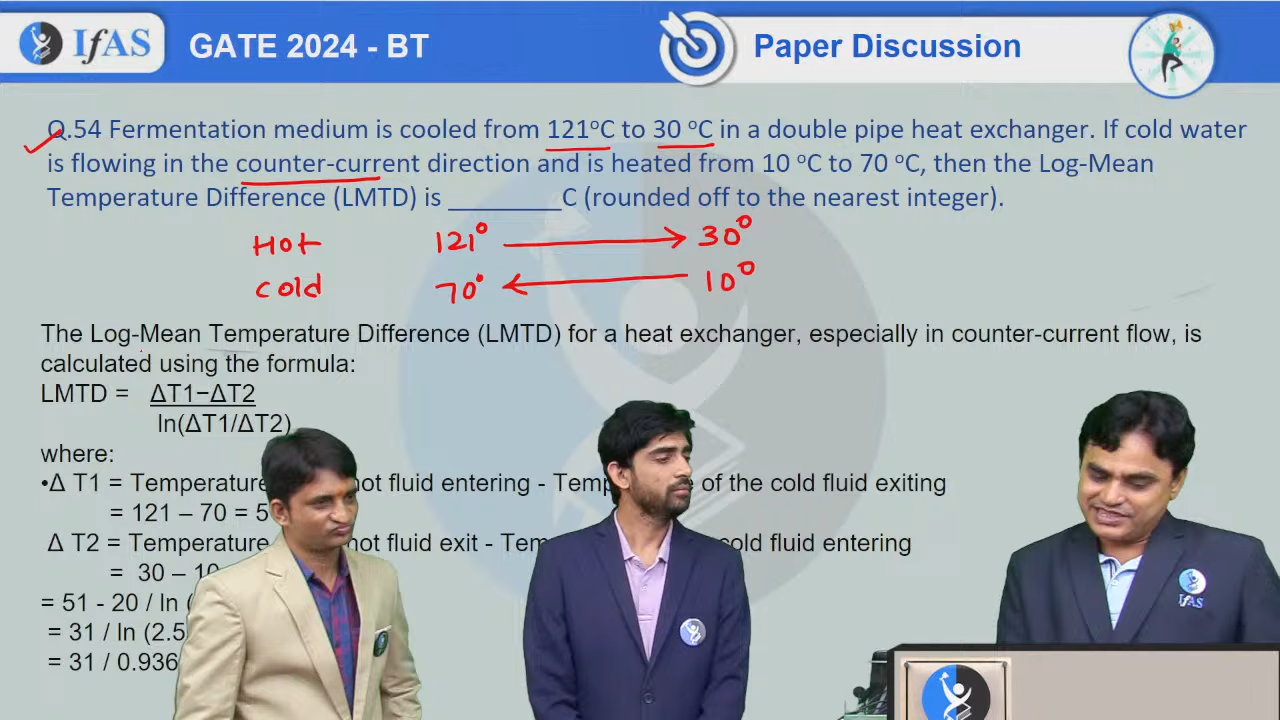 IfAS
GATE 2024 - BT
Paper Discussion
Q.54 Fermentation medium is cooled from 121°C to 30 °C in a double pipe heat exchanger. If cold water
is flowing in the counter-current direction and is heated from 10 °C to 70 °C, then the Log-Mean
Temperature Difference (LMTD) is ________C (rounded off to the nearest integer).
Hot 121° → 30°
cold 70° ← 10°
The Log-Mean Temperature Difference (LMTD) for a heat exchanger, especially in counter-current flow, is
calculated using the formula:
LMTD = ΔT1−ΔT2
ln(ΔT1/ΔT2)
where:
•Δ T1 = Temperature hot fluid entering - of the cold fluid exiting
= 121 – 70 = 5
Δ T2 = Temperature hot fluid exit - cold fluid entering
= 30 – 10
= 51 - 20 / ln (
= 31 / ln (2.5
= 31 / 0.936
IfAS